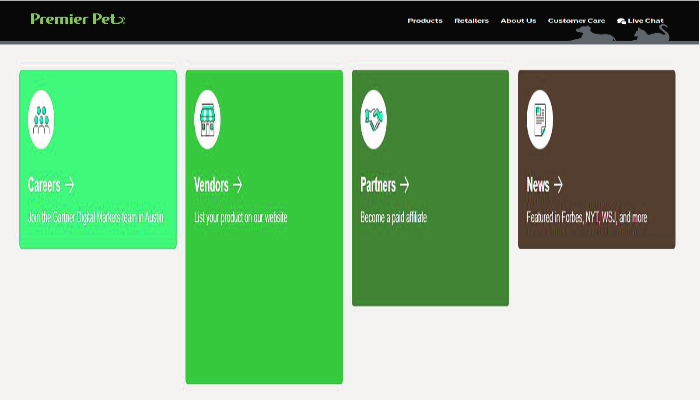 Premier Pet
Products Retailers About Us Customer Care Live Chat
Careers →
Join the Gartner Digital Markets team in Austin
Vendors →
List your product on our website
Partners →
Become a paid affiliate
News →
Featured in Forbes, NYT, WSJ, and more